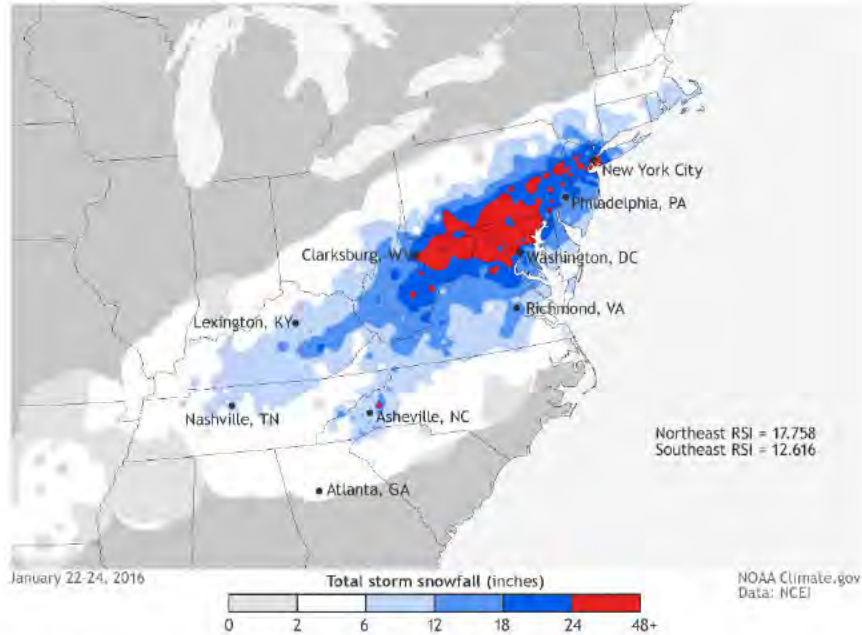 New York City
Philadelphia, PA
Clarksburg, WV
Washington, DC
Richmond, VA
Lexington, KY
Nashville, TN
Asheville, NC
Northeast RSI = 17.758
Southeast RSI = 12.616
Atlanta, GA
January 22-24, 2016
Total storm snowfall (inches)
NOAA Climate.gov
Data: NCEI
0 2 6 12 18 24 48+